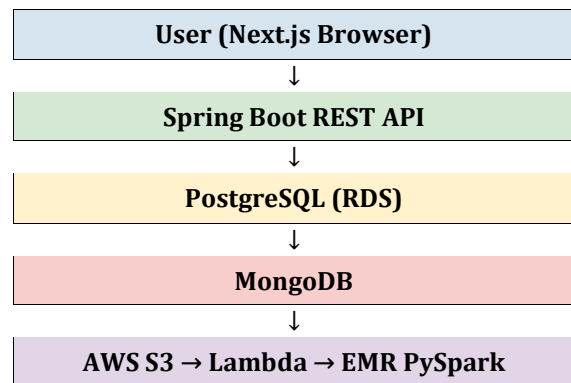 User (Next.js Browser)
↓
Spring Boot REST API
↓
PostgreSQL (RDS)
↓
MongoDB
↓
AWS S3 → Lambda → EMR PySpark